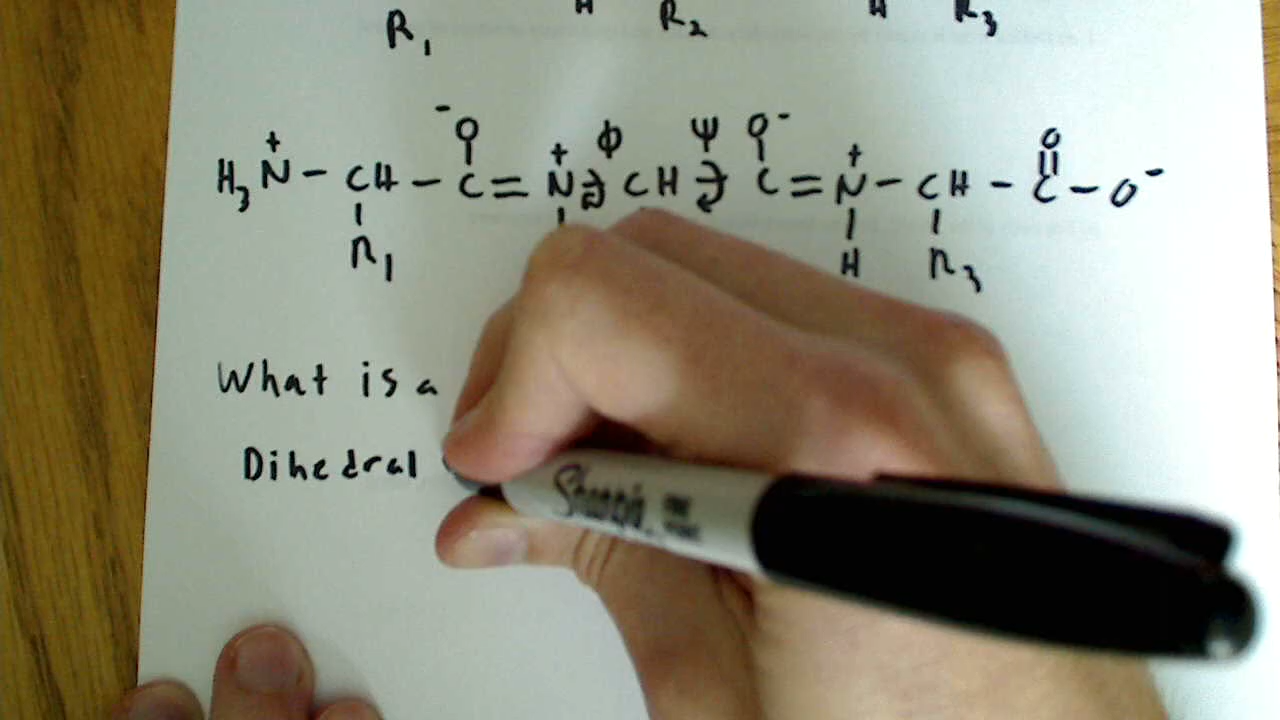 R₁ H R₂ H R₃
- O Φ Ψ O- O
H₃N+ - CH - C = N+ CH C = N+ - CH - C - O-
R₁ H R₃
What is a
Dihedral
Sharpie